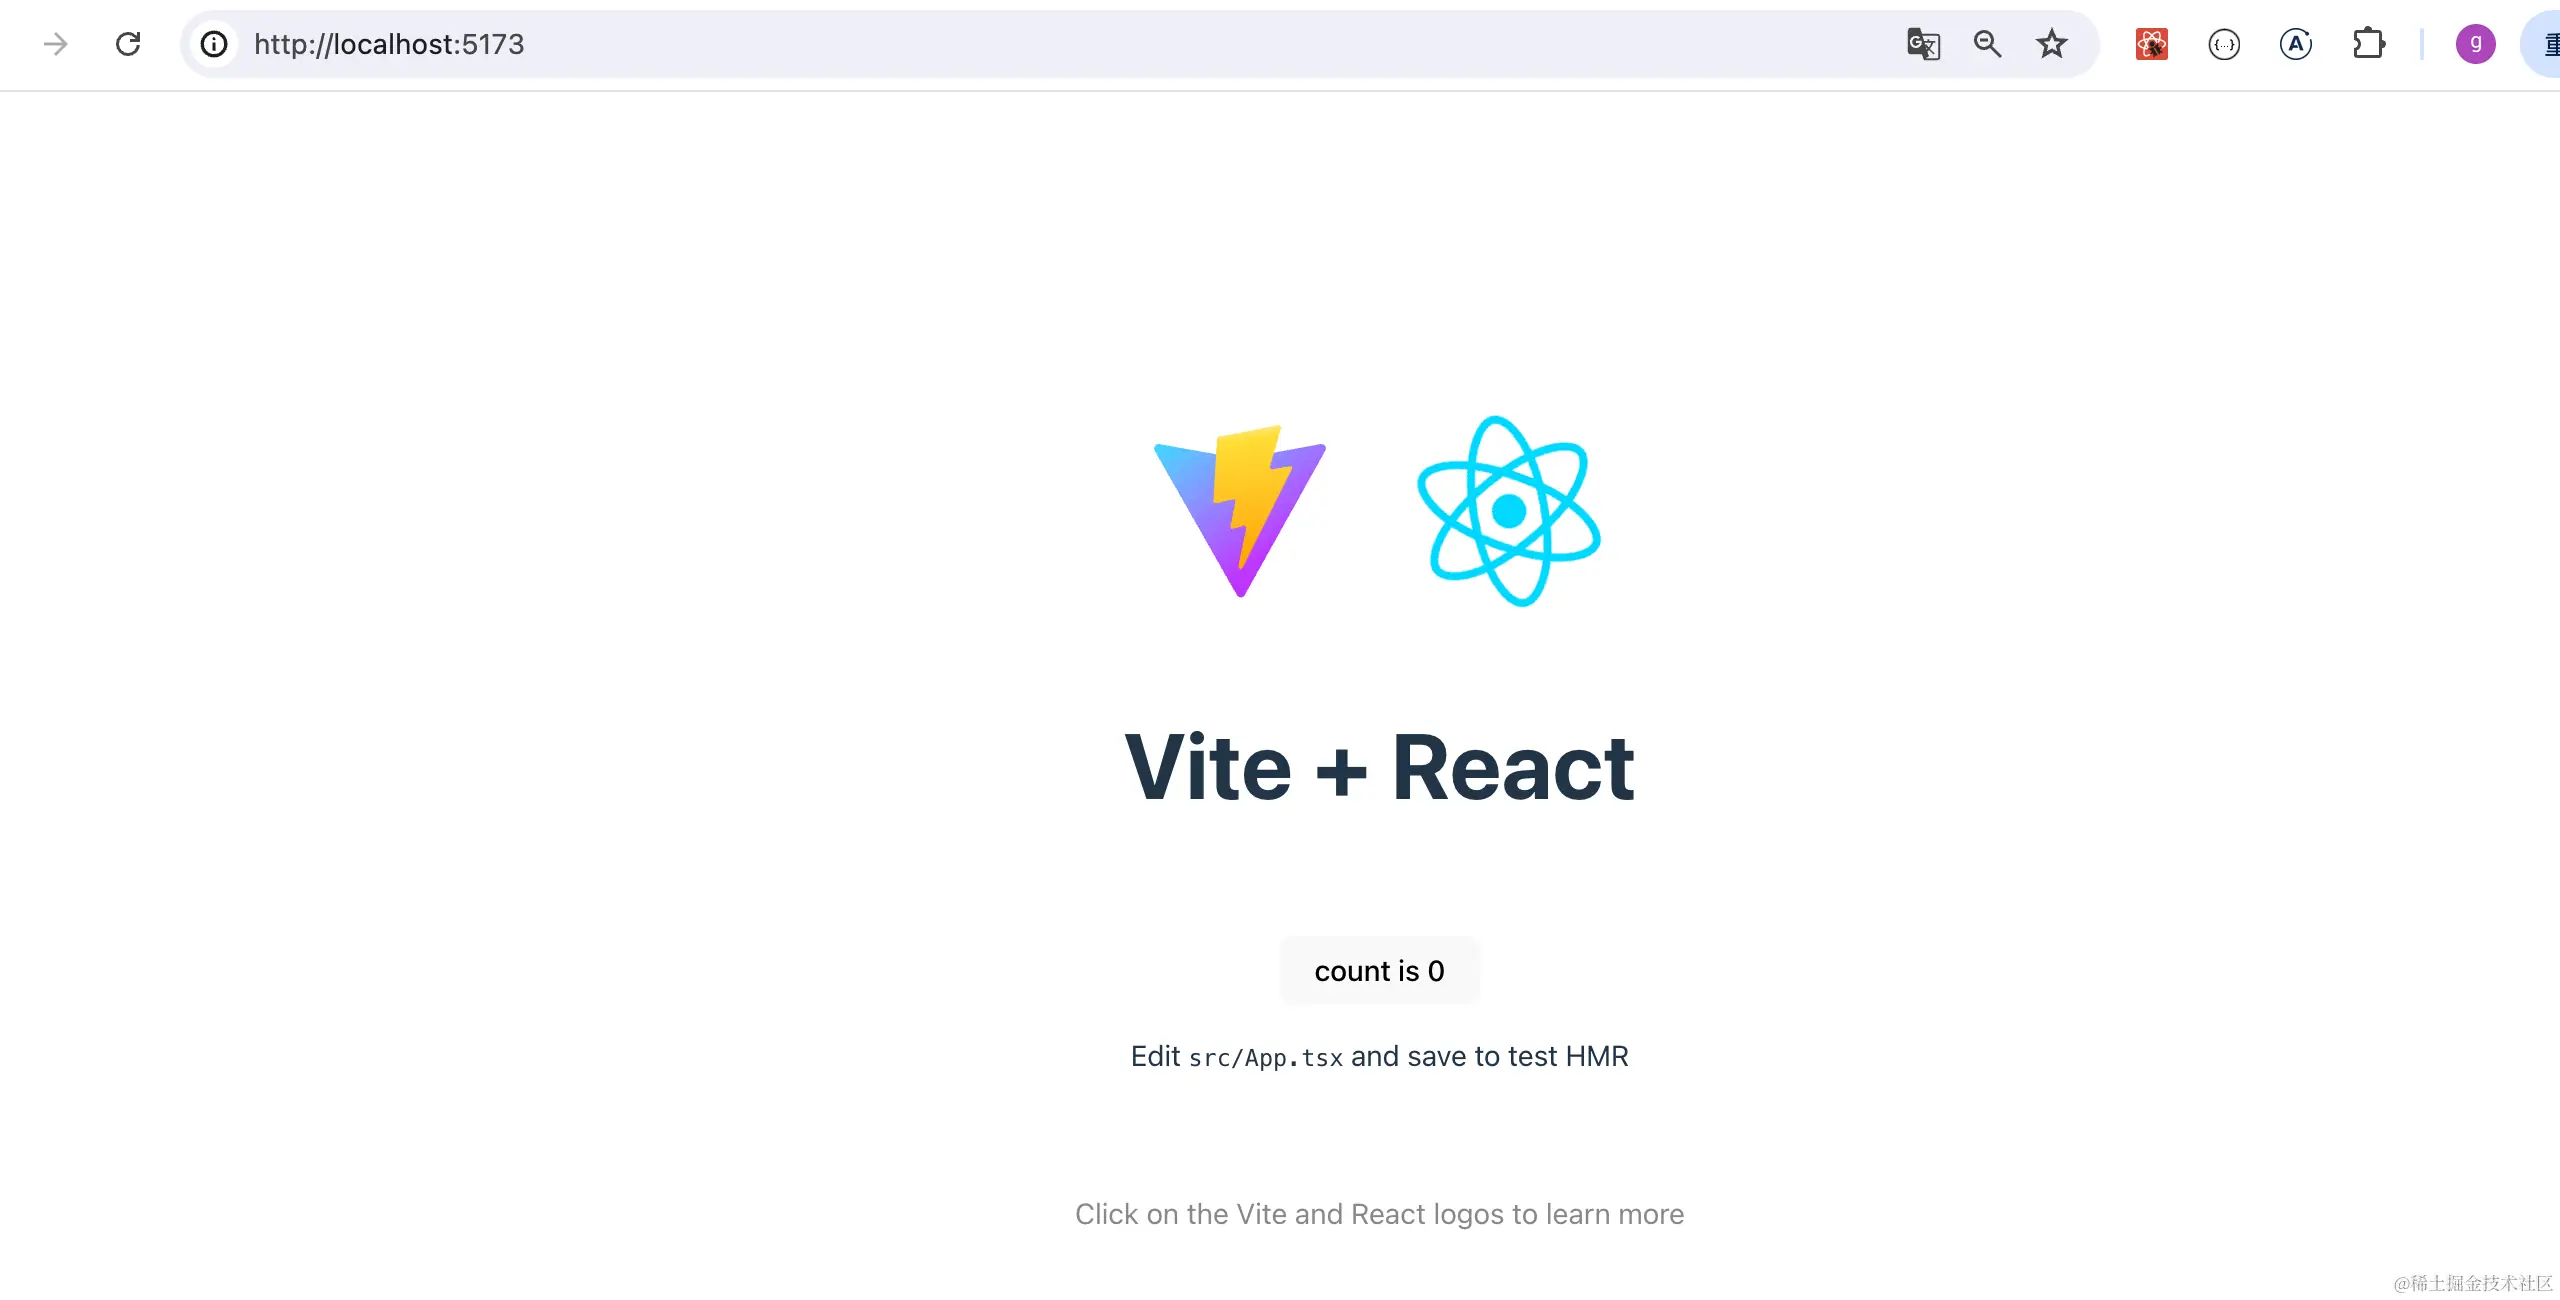 http://localhost:5173
g
Vite + React
count is 0
Edit src/App.tsx and save to test HMR
Click on the Vite and React logos to learn more
@稀土掘金技术社区